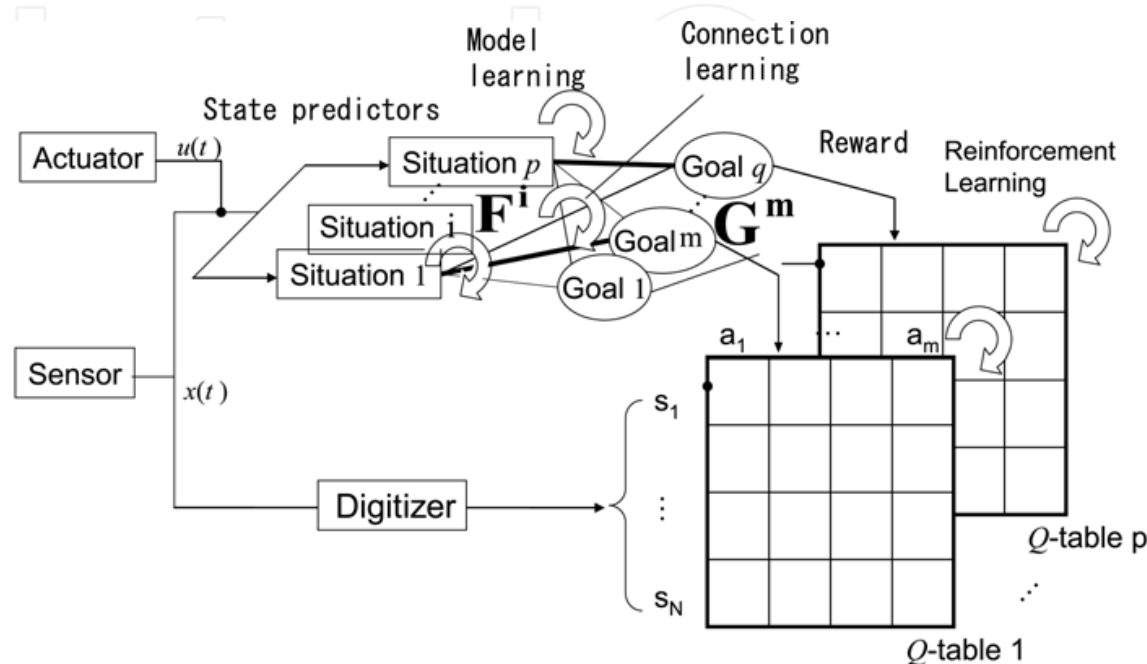 Model
learning
Connection
learning
State predictors
Actuator
u(t)
Situation p
Goal q
Reward
Reinforcement
Learning
⋰
F^i
⋰
G^m
Situation i
Goal m
Situation 1
Goal 1
a_1
...
a_m
Sensor
x(t)
s_1
Digitizer
⋮
s_N
Q-table p
⋰
Q-table 1